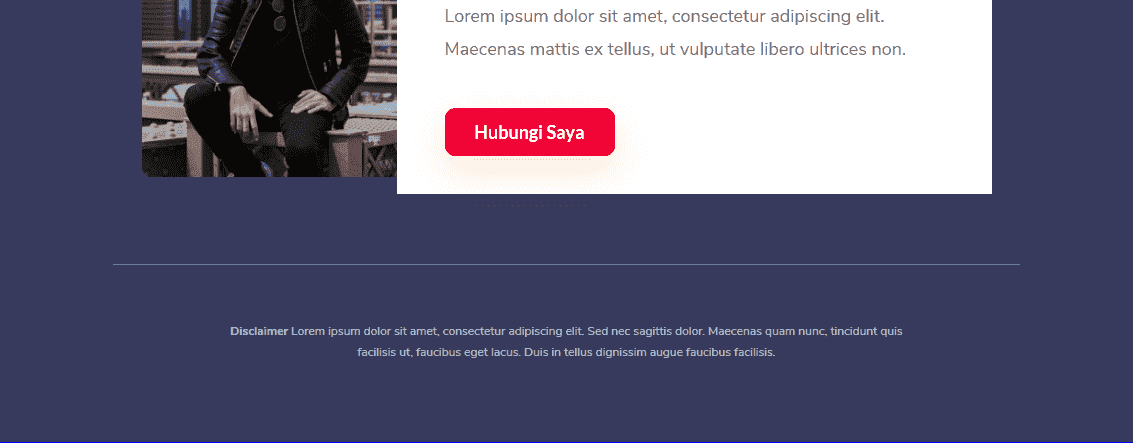 Lorem ipsum dolor sit amet, consectetur adipiscing elit.
Maecenas mattis ex tellus, ut vulputate libero ultrices non.
Hubungi Saya
Disclaimer Lorem ipsum dolor sit amet, consectetur adipiscing elit. Sed nec sagittis dolor. Maecenas quam nunc, tincidunt quis
facilisis ut, faucibus eget lacus. Duis in tellus dignissim augue faucibus facilisis.